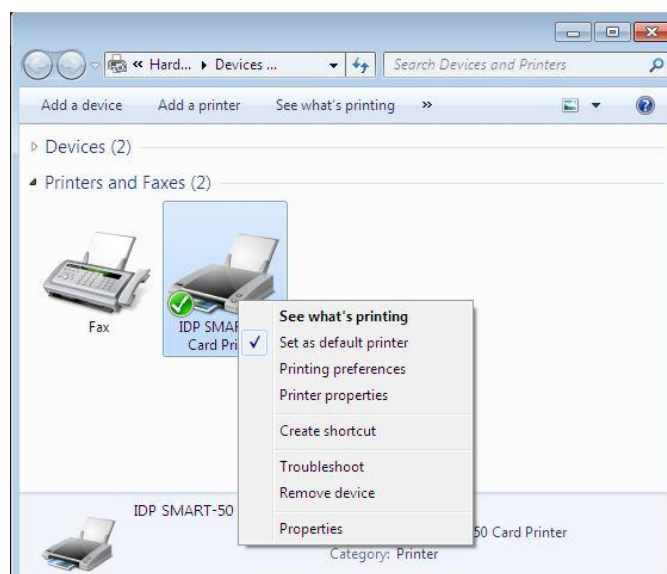 « Hard... ▸ Devices ...
Search Devices and Printers
Add a device Add a printer See what's printing »
Devices (2)
Printers and Faxes (2)
Fax
IDP SMAR
Card Pri
See what's printing
Set as default printer
Printing preferences
Printer properties
Create shortcut
Troubleshoot
Remove device
Properties
IDP SMART-50
50 Card Printer
Category: Printer